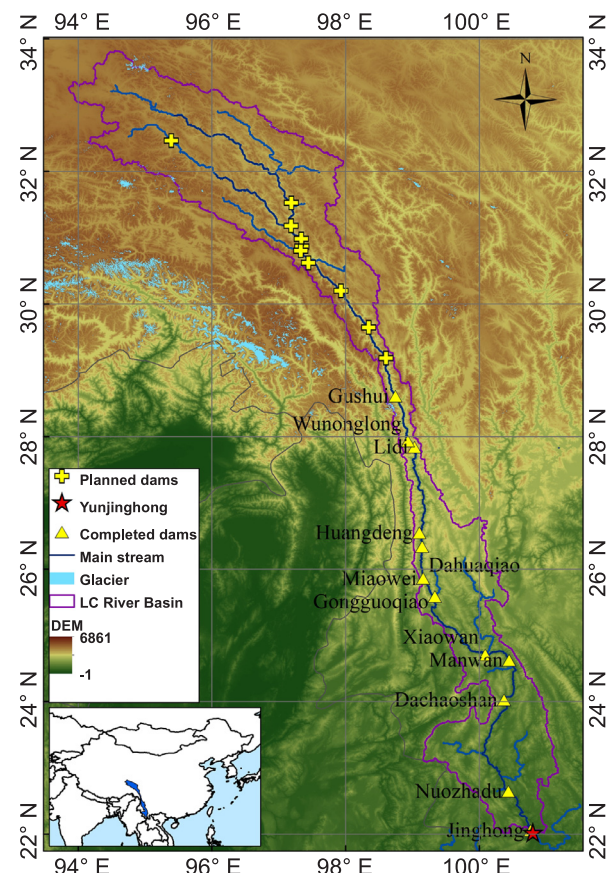 94° E 96° E 98° E 100° E
34° N
N
32° N
30° N
Gushui
Wunonglong
28° N
Lidi
Planned dams
Yunjinghong
Completed dams
Huangdeng
Main stream
Dahuaqiao
26° N
Glacier
Miaowei
LC River Basin
Gongguoqiao
DEM
6861
Xiaowan
-1
Manwan
24° N
Dachaoshan
Nuozhadu
Jinghong
22° N
94° E 96° E 98° E 100° E
34° N
32° N
30° N
28° N
26° N
24° N
22° N